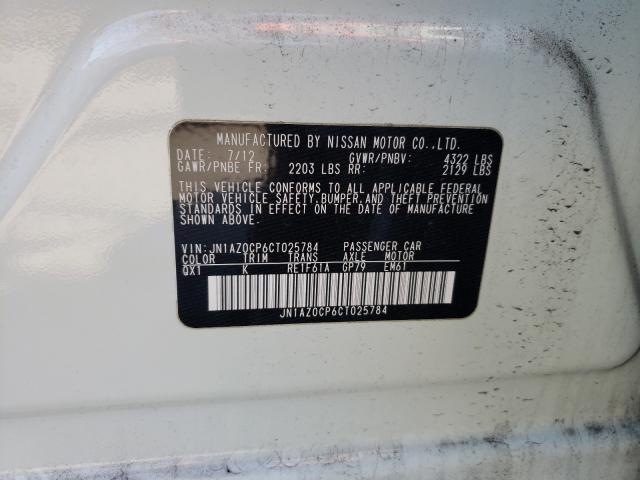 MANUFACTURED BY NISSAN MOTOR CO.,LTD.
DATE: 7/12 GVWR/PNBV: 4322 LBS
GAWR/PNBE FR: 2203 LBS RR: 2129 LBS
THIS VEHICLE CONFORMS TO ALL APPLICABLE FEDERAL
MOTOR VEHICLE SAFETY,BUMPER,AND THEFT PREVENTION
STANDARDS IN EFFECT ON THE DATE OF MANUFACTURE
SHOWN ABOVE.
VIN:JN1AZ0CP6CT025784 PASSENGER CAR
COLOR TRIM TRANS AXLE MOTOR
QX1 K RE1F61A GP79 EM61
JN1AZ0CP6CT025784